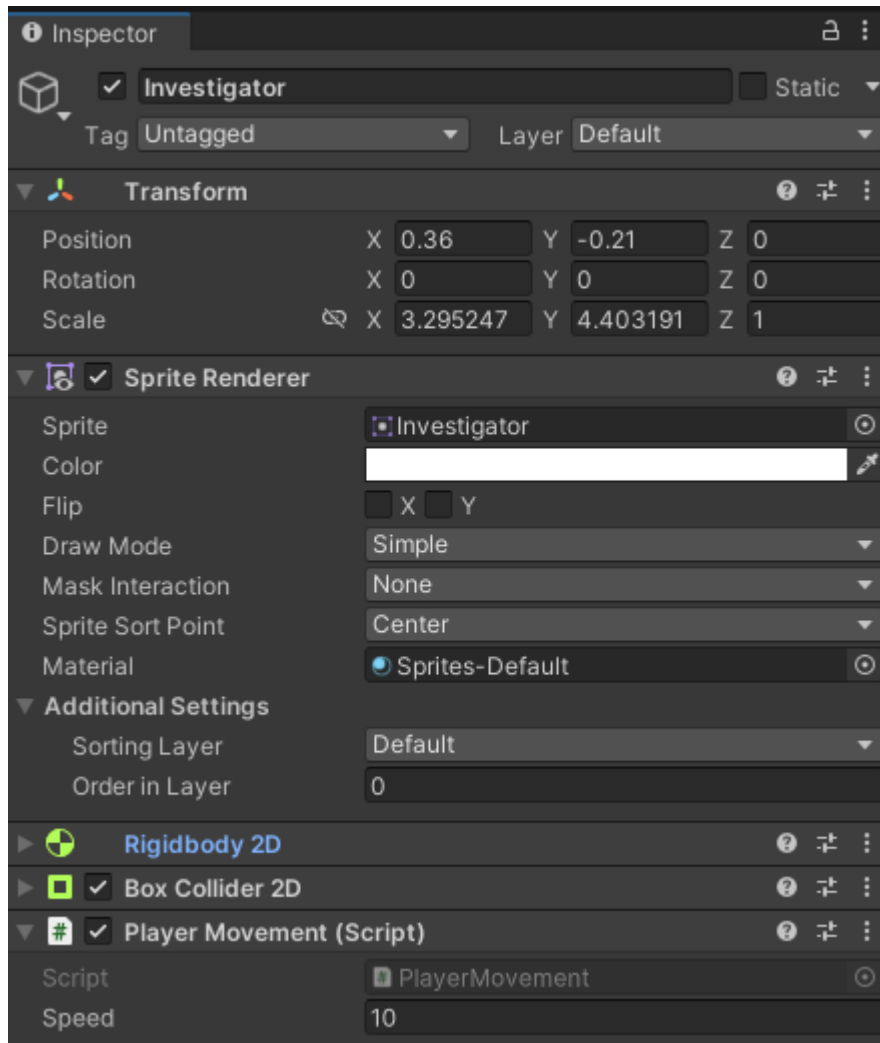 Inspector
Investigator Static
Tag Untagged Layer Default
Transform
Position X 0.36 Y -0.21 Z 0
Rotation X 0 Y 0 Z 0
Scale X 3.295247 Y 4.403191 Z 1
Sprite Renderer
Sprite Investigator
Color
Flip X Y
Draw Mode Simple
Mask Interaction None
Sprite Sort Point Center
Material Sprites-Default
Additional Settings
Sorting Layer Default
Order in Layer 0
Rigidbody 2D
Box Collider 2D
# Player Movement (Script)
Script PlayerMovement
Speed 10